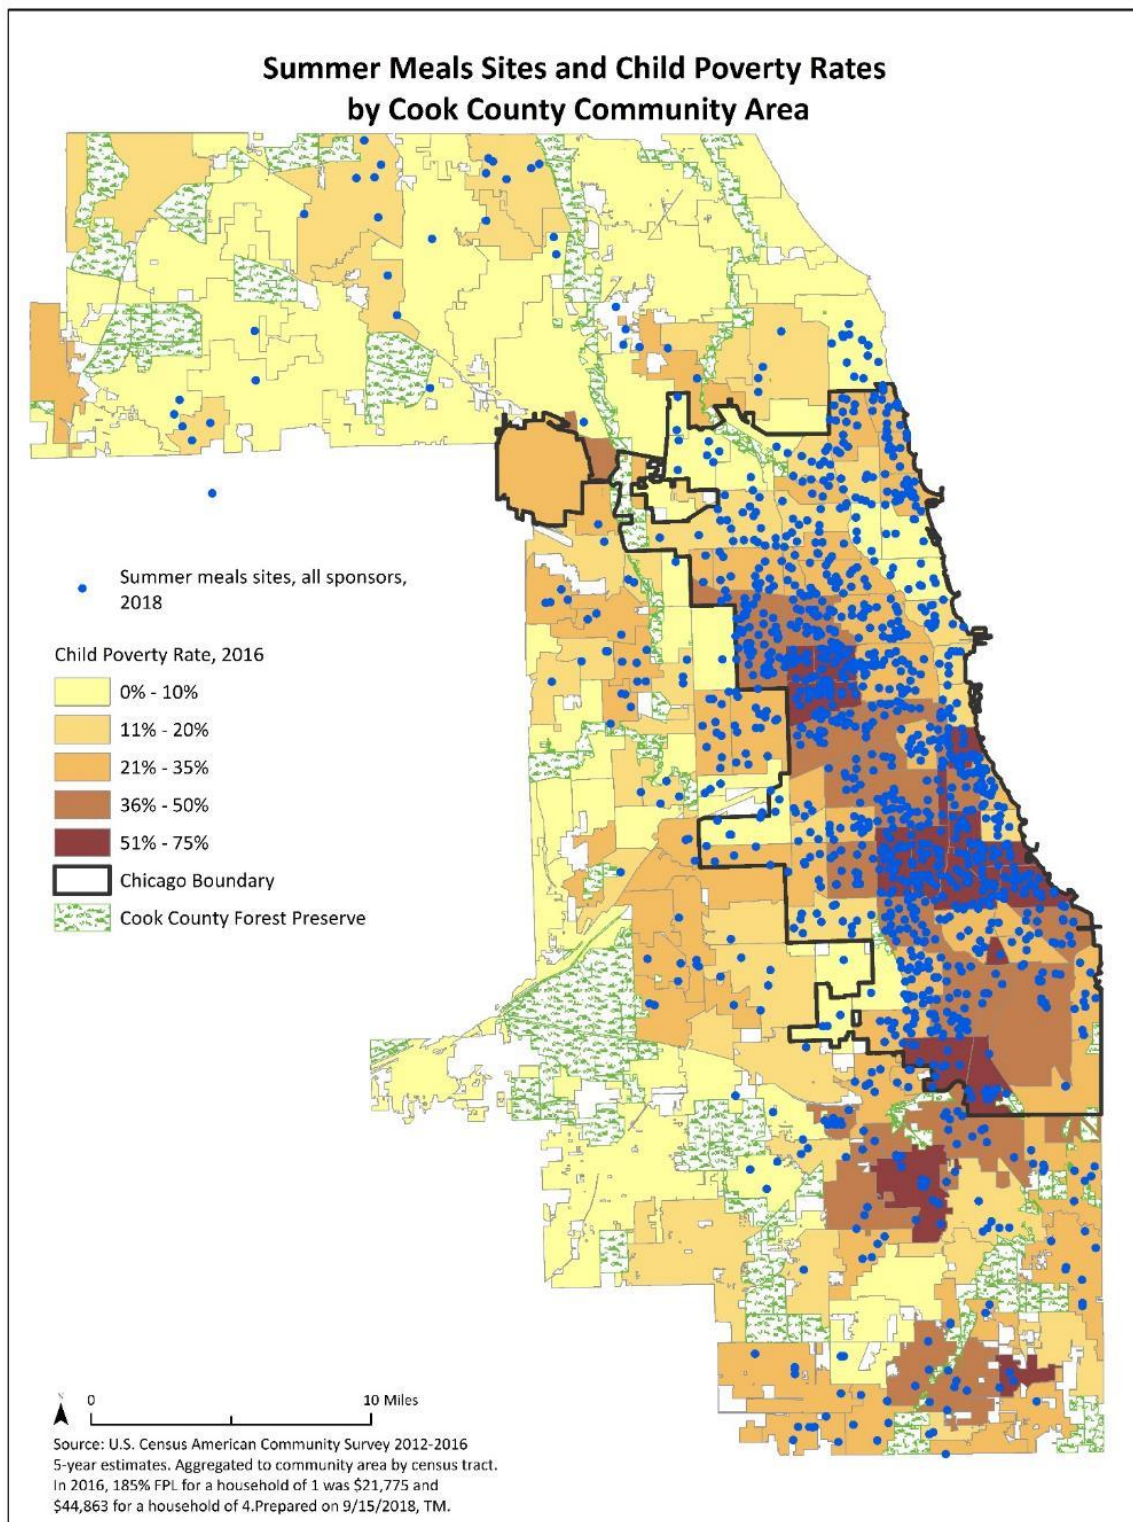 Summer Meals Sites and Child Poverty Rates
by Cook County Community Area
Summer meals sites, all sponsors,
2018
Child Poverty Rate, 2016
0% - 10%
11% - 20%
21% - 35%
36% - 50%
51% - 75%
Chicago Boundary
Cook County Forest Preserve
N
0 10 Miles
Source: U.S. Census American Community Survey 2012-2016
5-year estimates. Aggregated to community area by census tract.
In 2016, 185% FPL for a household of 1 was $21,775 and
$44,863 for a household of 4.Prepared on 9/15/2018, TM.